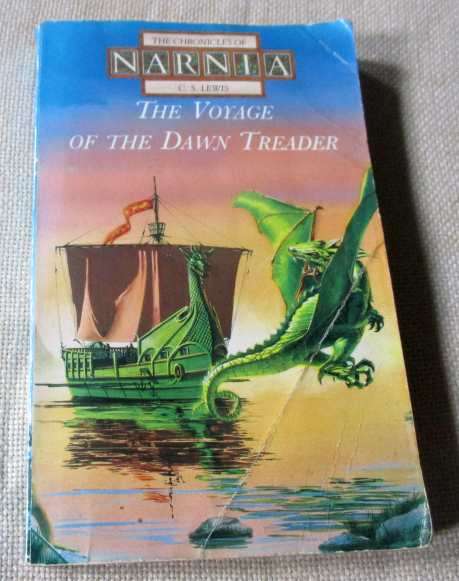 THE CHRONICLES OF
NARNIA
C. S. LEWIS
THE VOYAGE
OF THE DAWN TREADER